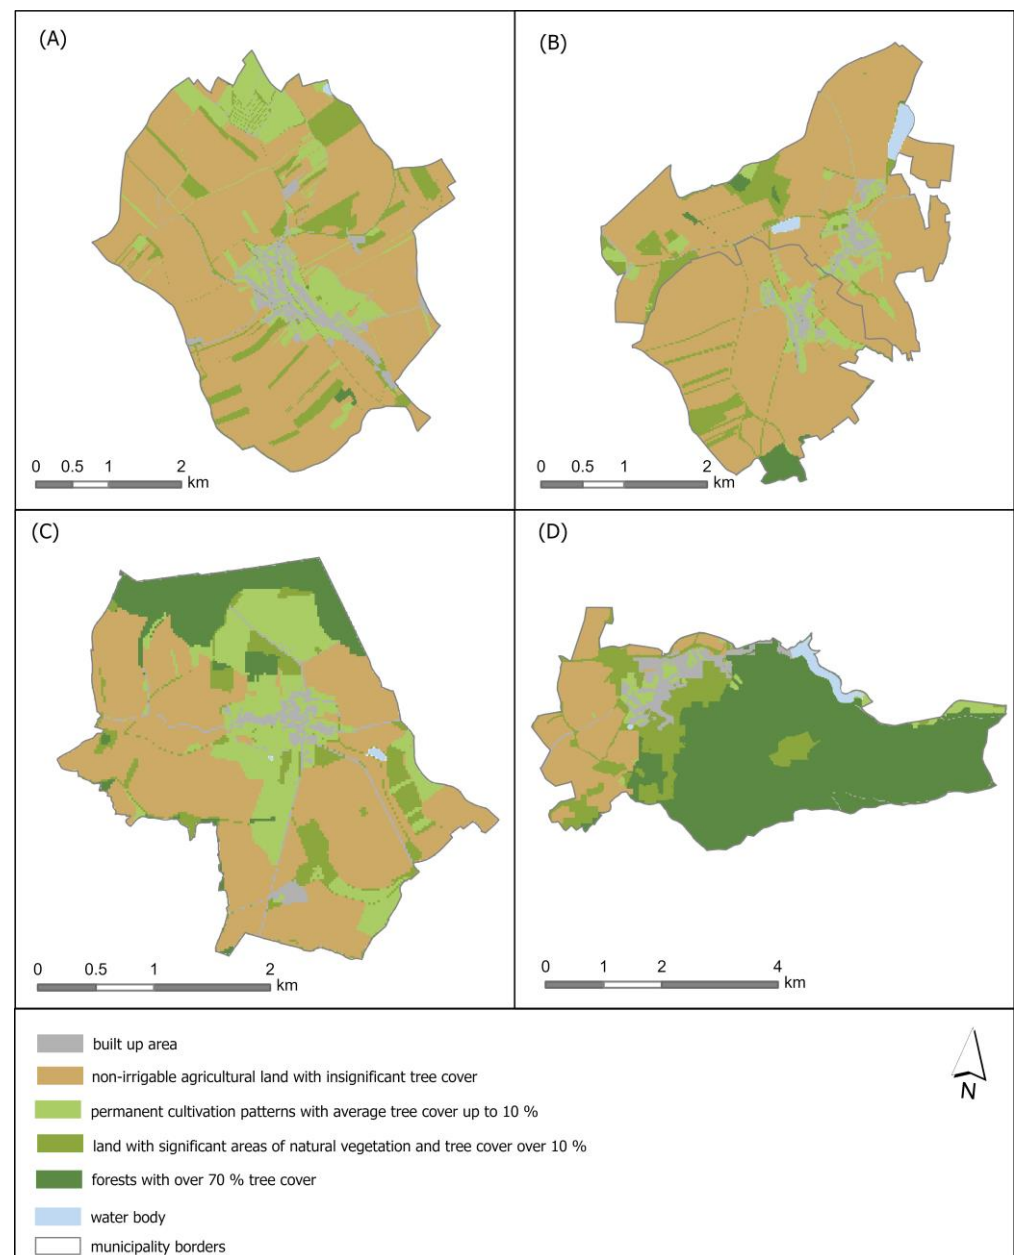 (A)
(B)
0 0.5 1 2
km
0 0.5 1 2
km
(C)
(D)
0 0.5 1 2
km
0 1 2 4
km
built up area
non-irrigable agricultural land with insignificant tree cover
permanent cultivation patterns with average tree cover up to 10 %
land with significant areas of natural vegetation and tree cover over 10 %
forests with over 70 % tree cover
water body
municipality borders
N